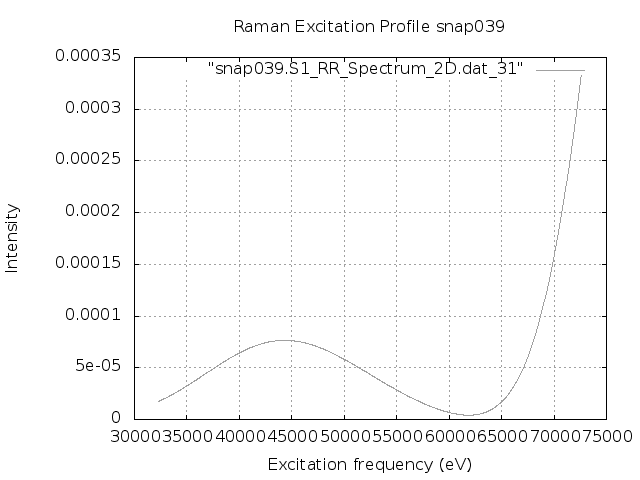 Raman Excitation Profile snap039
"snap039.S1_RR_Spectrum_2D.dat_31"
0.00035
0.0003
0.00025
0.0002
0.00015
0.0001
5e-05
0
Intensity
30000 35000 40000 45000 50000 55000 60000 65000 70000 75000
Excitation frequency (eV)